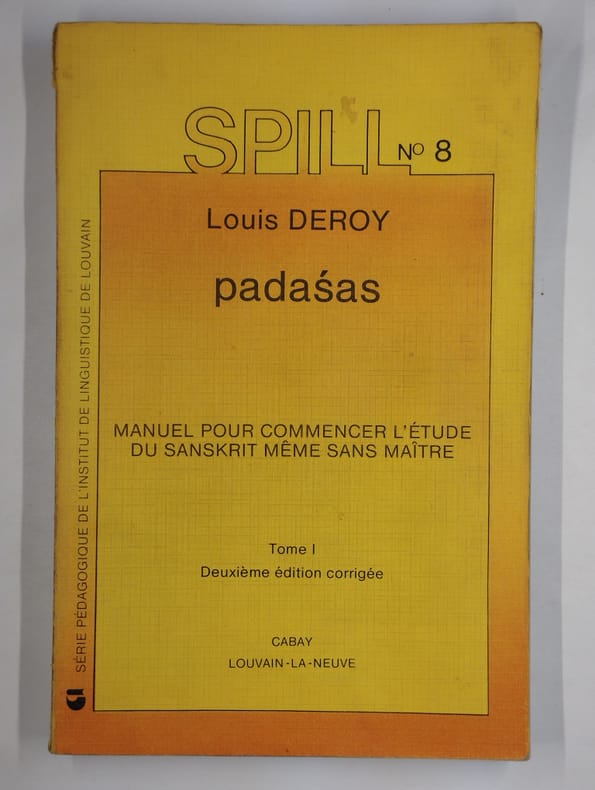 SPILL N° 8
Louis DEROY
padaśas
MANUEL POUR COMMENCER L'ÉTUDE
DU SANSKRIT MÊME SANS MAÎTRE
Tome I
Deuxième édition corrigée
CABAY
LOUVAIN-LA-NEUVE
SÉRIE PÉDAGOGIQUE DE L'INSTITUT DE LINGUISTIQUE DE LOUVAIN